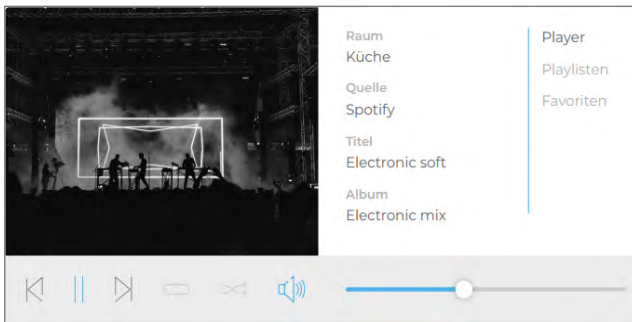 Raum
Küche
Quelle
Spotify
Titel
Electronic soft
Album
Electronic mix
Player
Playlisten
Favoriten